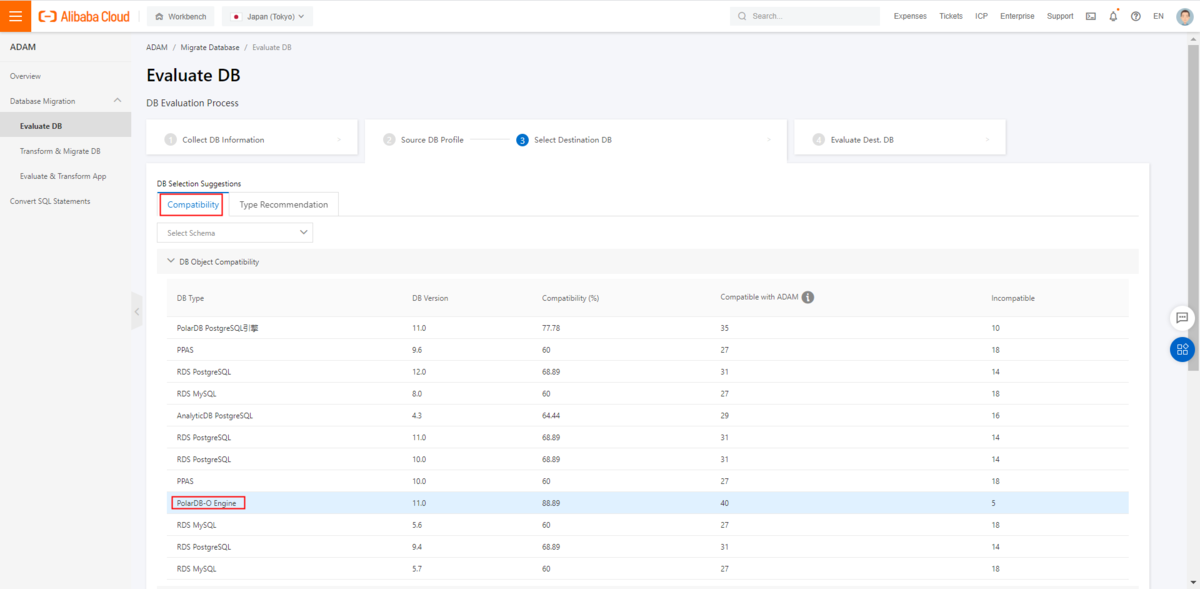 Alibaba Cloud Workbench Japan (Tokyo) Search... Expenses Tickets ICP Enterprise Support EN
ADAM
Overview
Database Migration
Evaluate DB
Transform & Migrate DB
Evaluate & Transform App
Convert SQL Statements
ADAM / Migrate Database / Evaluate DB
Evaluate DB
DB Evaluation Process
1 Collect DB Information 2 Source DB Profile 3 Select Destination DB 4 Evaluate Dest. DB
DB Selection Suggestions
Compatibility Type Recommendation
Select Schema
DB Object Compatibility
DB Type DB Version Compatibility (%) Compatible with ADAM Incompatible
PolarDB PostgreSQL引擎 11.0 77.78 35 10
PPAS 9.6 60 27 18
RDS PostgreSQL 12.0 68.89 31 14
RDS MySQL 8.0 60 27 18
AnalyticDB PostgreSQL 4.3 64.44 29 16
RDS PostgreSQL 11.0 68.89 31 14
RDS PostgreSQL 10.0 68.89 31 14
PPAS 10.0 60 27 18
PolarDB-O Engine 11.0 88.89 40 5
RDS MySQL 5.6 60 27 18
RDS PostgreSQL 9.4 68.89 31 14
RDS MySQL 5.7 60 27 18